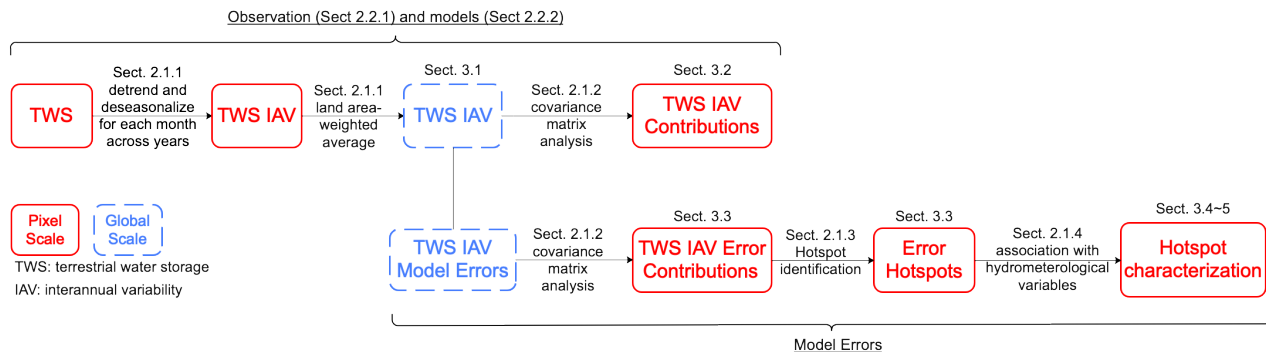 Observation (Sect 2.2.1) and models (Sect 2.2.2)
TWS
Sect. 2.1.1
detrend and
deseasonalize
for each month
across years
TWS IAV
Sect. 2.1.1
land area-
weighted
average
Sect. 3.1
TWS IAV
Sect. 2.1.2
covariance
matrix
analysis
Sect. 3.2
TWS IAV
Contributions
Pixel
Scale
Global
Scale
TWS: terrestrial water storage
IAV: interannual variability
TWS IAV
Model Errors
Sect. 2.1.2
covariance
matrix
analysis
Sect. 3.3
TWS IAV Error
Contributions
Sect. 2.1.3
Hotspot
identification
Sect. 3.3
Error
Hotspots
Sect. 2.1.4
association with
hydrometerological
variables
Sect. 3.4~5
Hotspot
characterization
Model Errors